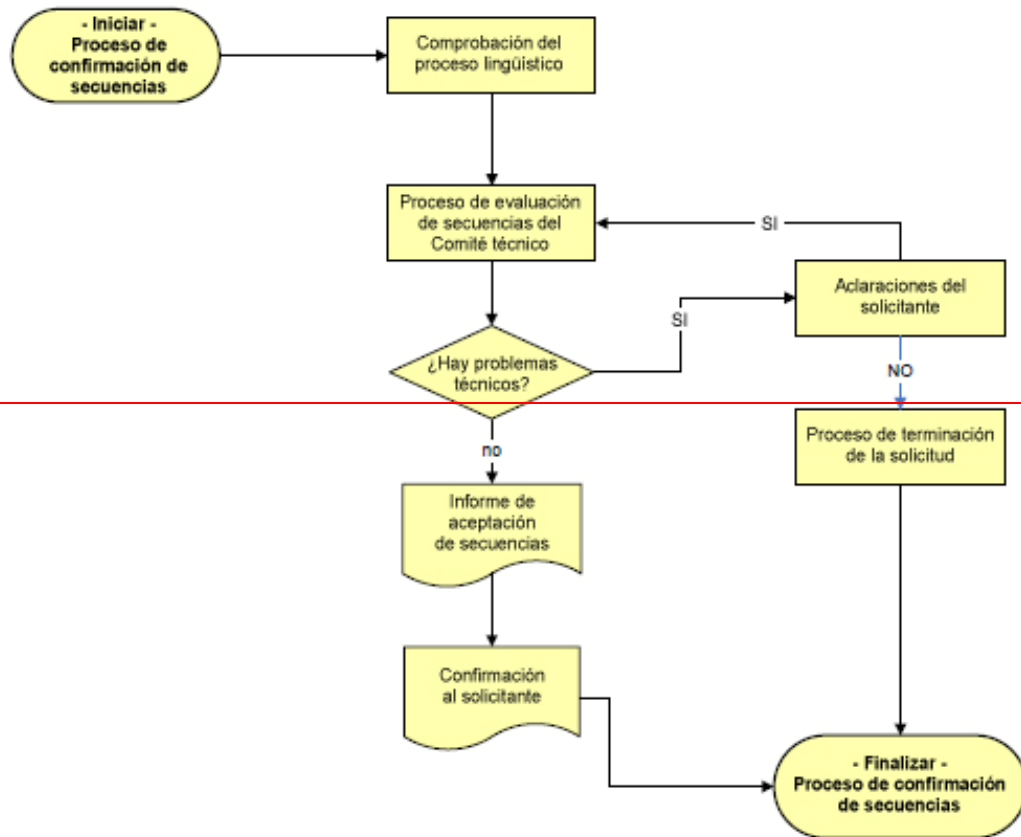 - Iniciar -
Proceso de
confirmación de
secuencias
Comprobación del
proceso lingüístico
Proceso de evaluación
de secuencias del
Comité técnico
SI
Aclaraciones del
solicitante
SI
¿Hay problemas
técnicos?
NO
no
Proceso de terminación
de la solicitud
Informe de
aceptación
de secuencias
Confirmación
al solicitante
- Finalizar -
Proceso de confirmación
de secuencias